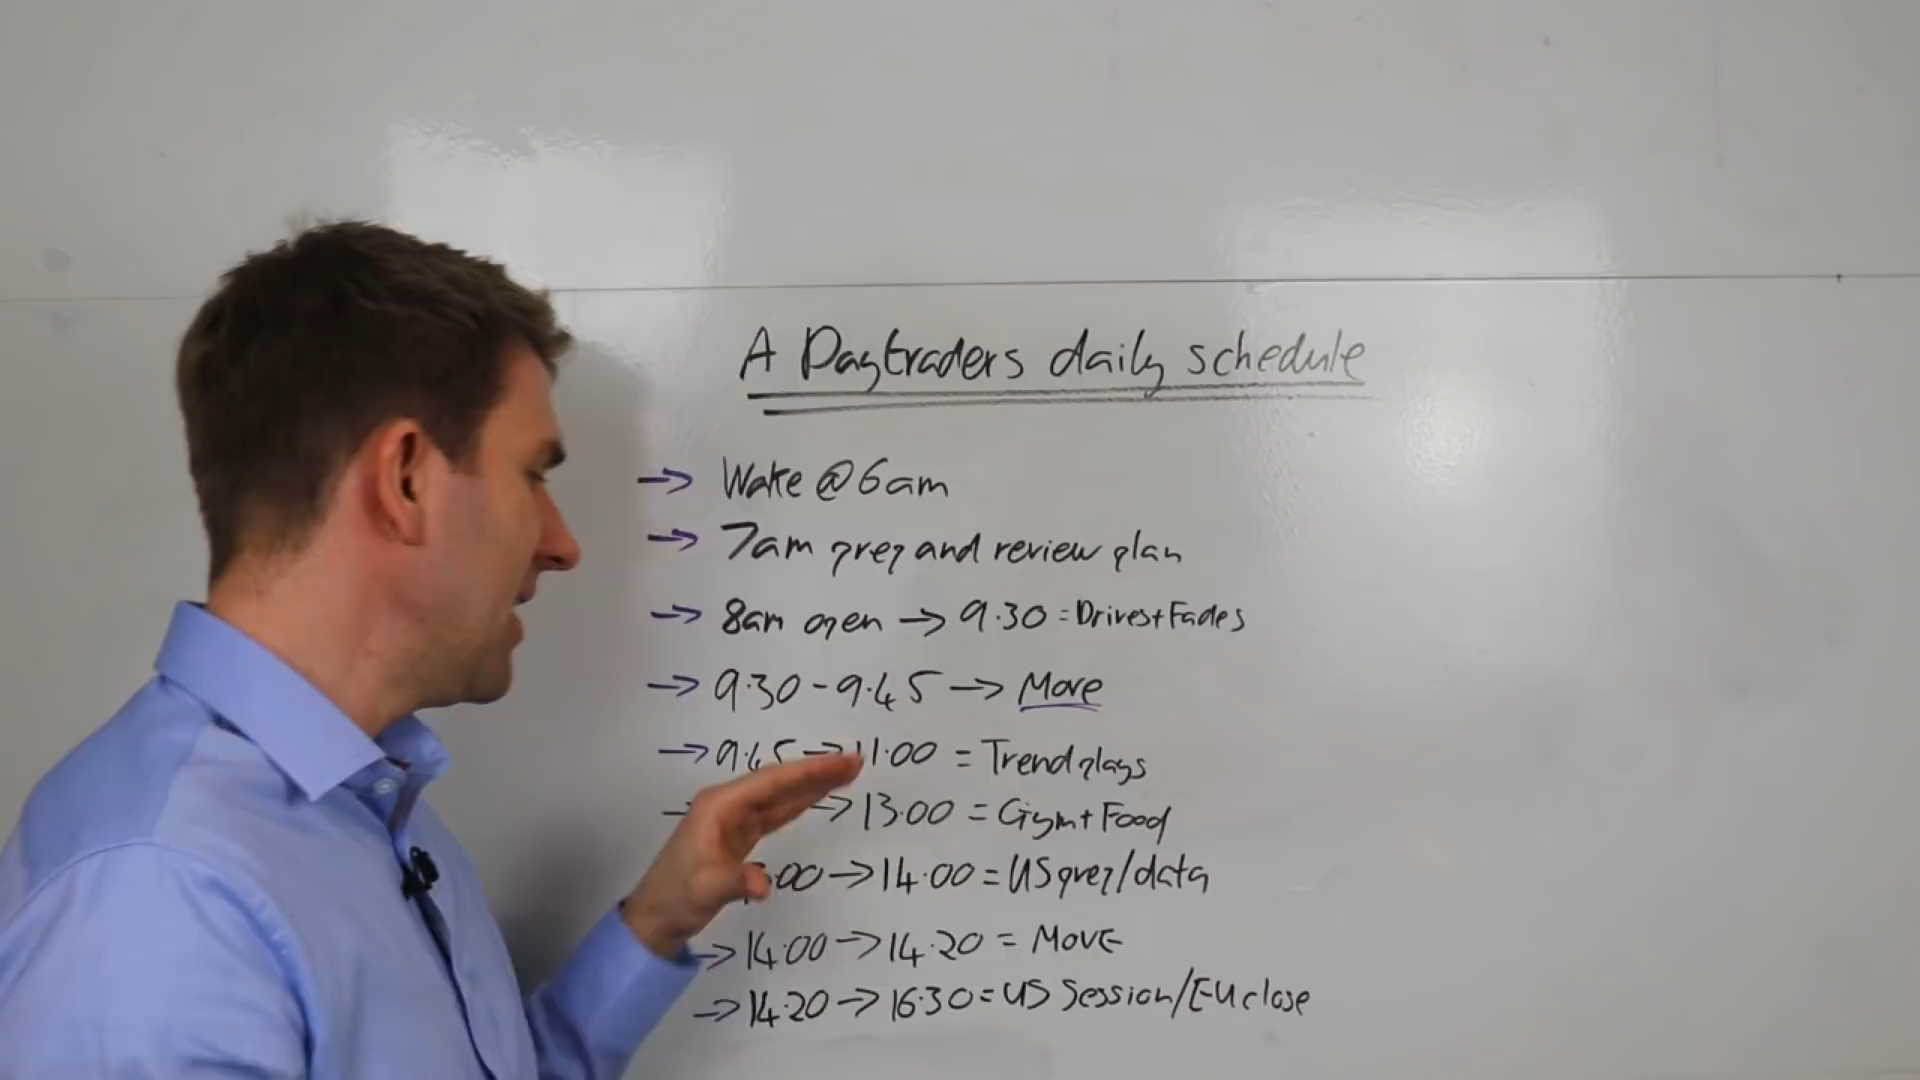 A Daytraders daily schedule
→ Wake @ 6am
→ 7am prep and review plan
→ 8am open → 9.30 = Drives+Fades
→ 9.30 - 9.45 → Move
→ 9.45 → 11.00 = Trend plays
→ 13.00 = Gym+Food
→ 14.00 = US prep/data
→ 14.00 → 14.20 = MOVE
→ 14.20 → 16.30 = US Session/EU close